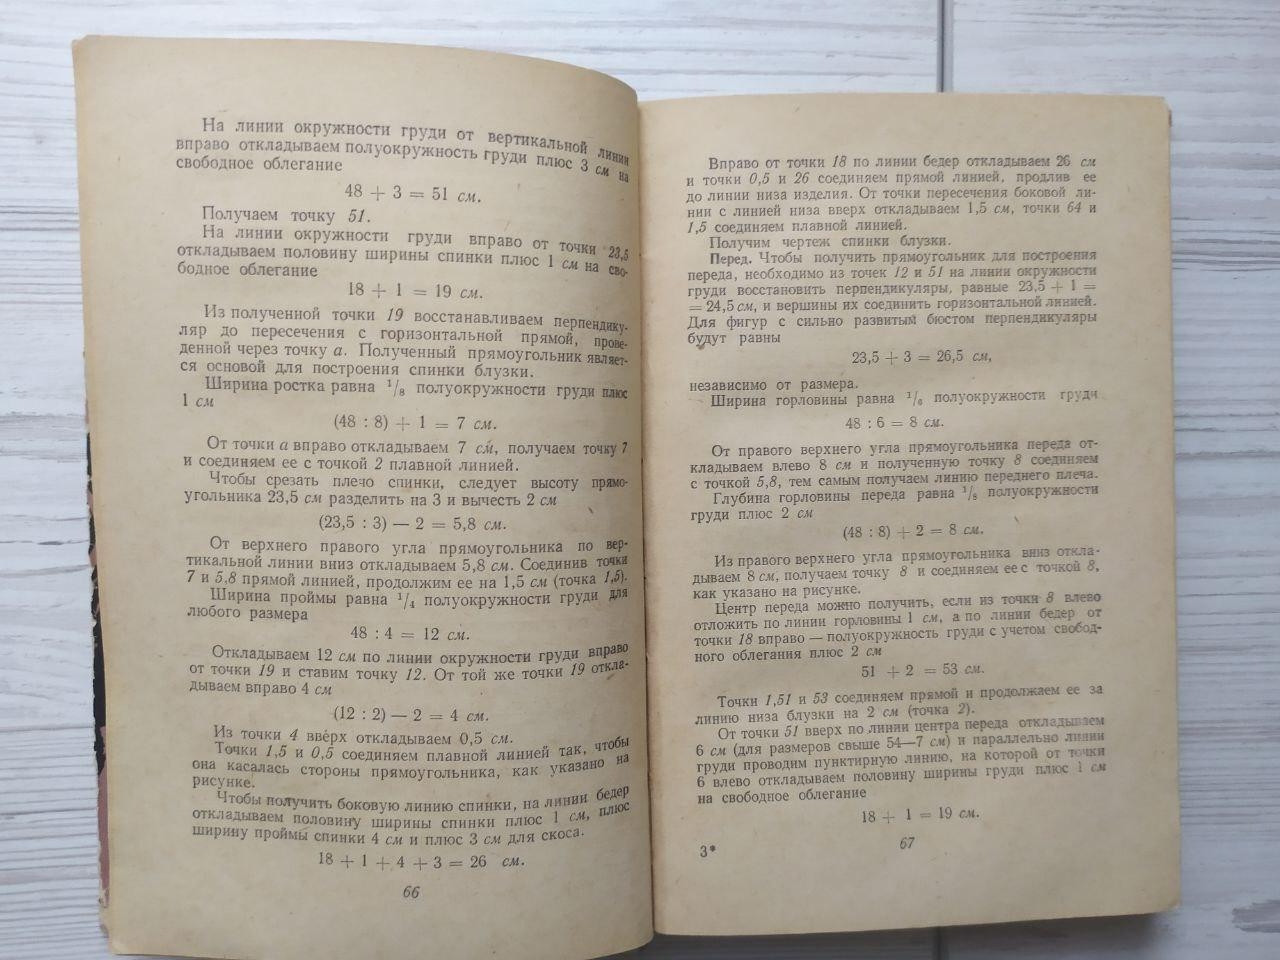 На линии окружности груди от вертикальной линии
вправо откладываем полуокружность груди плюс 3 см на
свободное облегание
48 + 3 = 51 см.
Получаем точку 51.
На линии окружности груди вправо от точки 23,5
откладываем половину ширины спинки плюс 1 см на сво-
бодное облегание
18 + 1 = 19 см.
Из полученной точки 19 восстанавливаем перпендику-
ляр до пересечения с горизонтальной прямой, прове-
денной через точку а. Полученный прямоугольник являет-
ся основой для построения спинки блузки.
Ширина ростка равна 1/8 полуокружности груди плюс
1 см
(48 : 8) + 1 = 7 см.
От точки а вправо откладываем 7 см, получаем точку 7
и соединяем ее с точкой 2 плавной линией.
Чтобы срезать плечо спинки, следует высоту прямо-
угольника 23,5 см разделить на 3 и вычесть 2 см
(23,5 : 3) — 2 = 5,8 см.
От верхнего правого угла прямоугольника по вер-
тикальной линии вниз откладываем 5,8 см. Соединив точки
7 и 5,8 прямой линией, продолжим ее на 1,5 см (точка 1,5).
Ширина проймы равна 1/4 полуокружности груди для
любого размера
48 : 4 = 12 см.
Откладываем 12 см по линии окружности груди вправо
от точки 19 и ставим точку 12. От той же точки 19 откла-
дываем вправо 4 см
(12 : 2) — 2 = 4 см.
Из точки 4 вверх откладываем 0,5 см.
Точки 1,5 и 0,5 соединяем плавной линией так, чтобы
она касалась стороны прямоугольника, как указано на
рисунке.
Чтобы получить боковую линию спинки, на линии бедер
откладываем половину ширины спинки плюс 1 см, плюс
ширину проймы спинки 4 см и плюс 3 см для скоса.
18 + 1 + 4 + 3 = 26 см.
66
Вправо от точки 18 по линии бедер откладываем 26 см
и точки 0,5 и 26 соединяем прямой линией, продлив ее
до линии низа изделия. От точки пересечения боковой ли-
нии с линией низа вверх откладываем 1,5 см, точки 64 и
1,5 соединяем плавной линией.
Получим чертеж спинки блузки.
Перед. Чтобы получить прямоугольник для построения
переда, необходимо из точек 12 и 51 на линии окружности
груди восстановить перпендикуляры, равные 23,5 + 1 =
= 24,5 см, и вершины их соединить горизонтальной линией.
Для фигур с сильно развитым бюстом перпендикуляры
будут равны
23,5 + 3 = 26,5 см,
независимо от размера.
Ширина горловины равна 1/6 полуокружности груди
48 : 6 = 8 см.
От правого верхнего угла прямоугольника переда от-
кладываем влево 8 см и полученную точку 8 соединяем
с точкой 5,8, тем самым получаем линию переднего плеча.
Глубина горловины переда равна 1/8 полуокружности
груди плюс 2 см
(48 : 8) + 2 = 8 см.
Из правого верхнего угла прямоугольника вниз откла-
дываем 8 см, получаем точку 8 и соединяем ее с точкой 8,
как указано на рисунке.
Центр переда можно получить, если из точки 8 влево
отложить по линии горловины 1 см, а по линии бедер от
точки 18 вправо — полуокружность груди с учетом свобод-
ного облегания плюс 2 см
51 + 2 = 53 см.
Точки 1,51 и 53 соединяем прямой и продолжаем ее за
линию низа блузки на 2 см (точка 2).
От точки 51 вверх по линии центра переда откладываем
6 см (для размеров свыше 54—7 см) и параллельно линии
груди проводим пунктирную линию, на которой от точки
6 влево откладываем половину ширины груди плюс 1 см
на свободное облегание
18 + 1 = 19 см.
3*
67